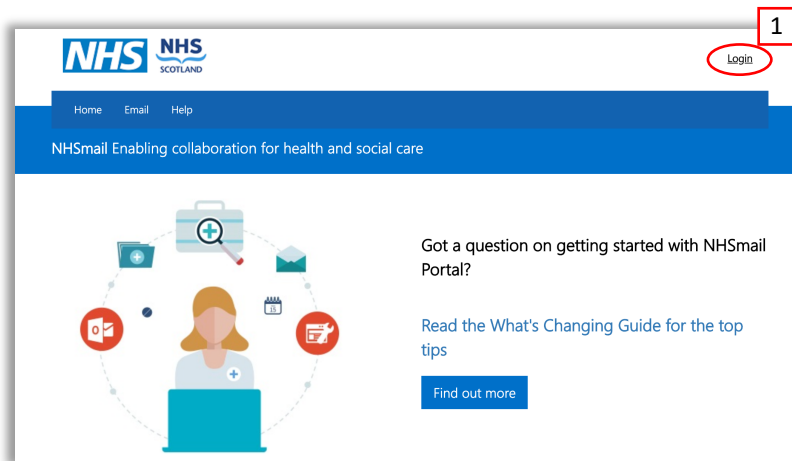 1
NHS
NHS
SCOTLAND
Login
Home Email Help
NHSmail Enabling collaboration for health and social care
Got a question on getting started with NHSmail
Portal?
Read the What's Changing Guide for the top
tips
Find out more